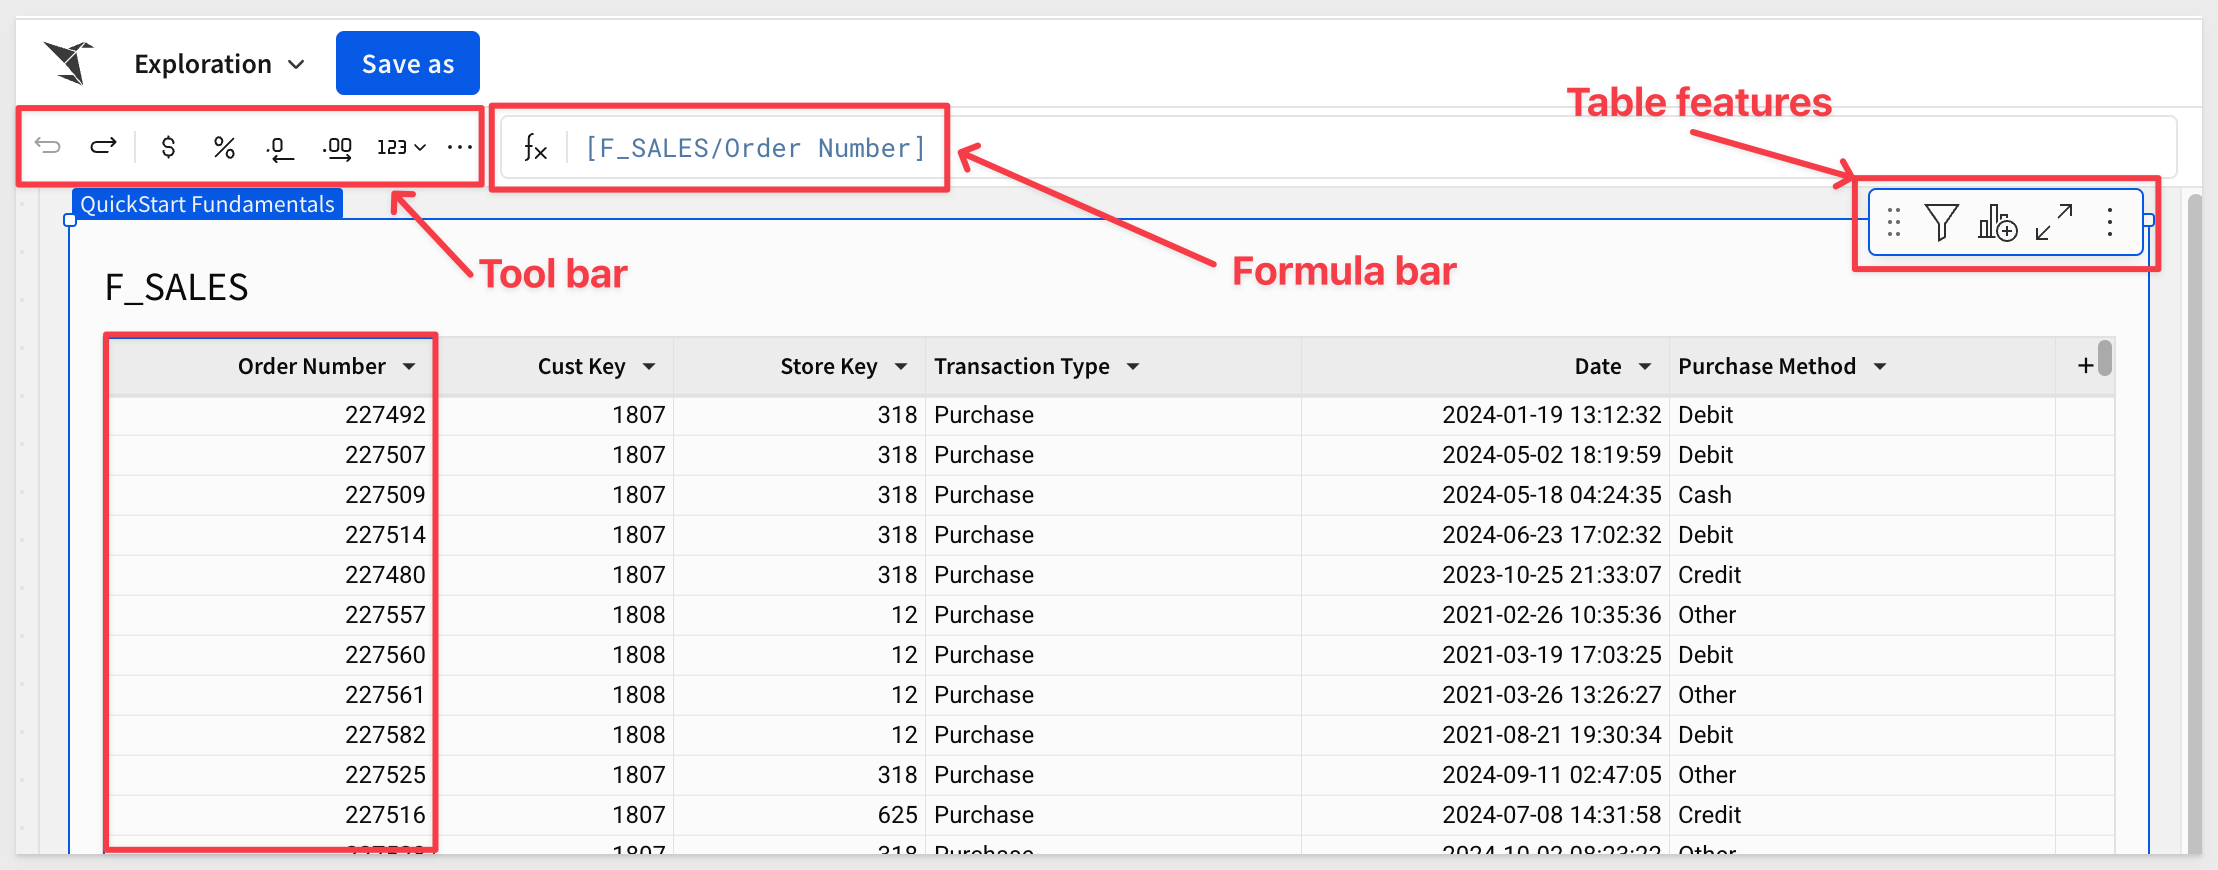 Exploration Save as
Table features
$ % .0 .00 123 ··· fx [F_SALES/Order Number]
QuickStart Fundamentals
Tool bar Formula bar
F_SALES
Order Number Cust Key Store Key Transaction Type Date Purchase Method +
227492 1807 318 Purchase 2024-01-19 13:12:32 Debit
227507 1807 318 Purchase 2024-05-02 18:19:59 Debit
227509 1807 318 Purchase 2024-05-18 04:24:35 Cash
227514 1807 318 Purchase 2024-06-23 17:02:32 Debit
227480 1807 318 Purchase 2023-10-25 21:33:07 Credit
227557 1808 12 Purchase 2021-02-26 10:35:36 Other
227560 1808 12 Purchase 2021-03-19 17:03:25 Debit
227561 1808 12 Purchase 2021-03-26 13:26:27 Other
227582 1808 12 Purchase 2021-08-21 19:30:34 Debit
227525 1807 318 Purchase 2024-09-11 02:47:05 Other
227516 1807 625 Purchase 2024-07-08 14:31:58 Credit
1807 318 Purchase Other